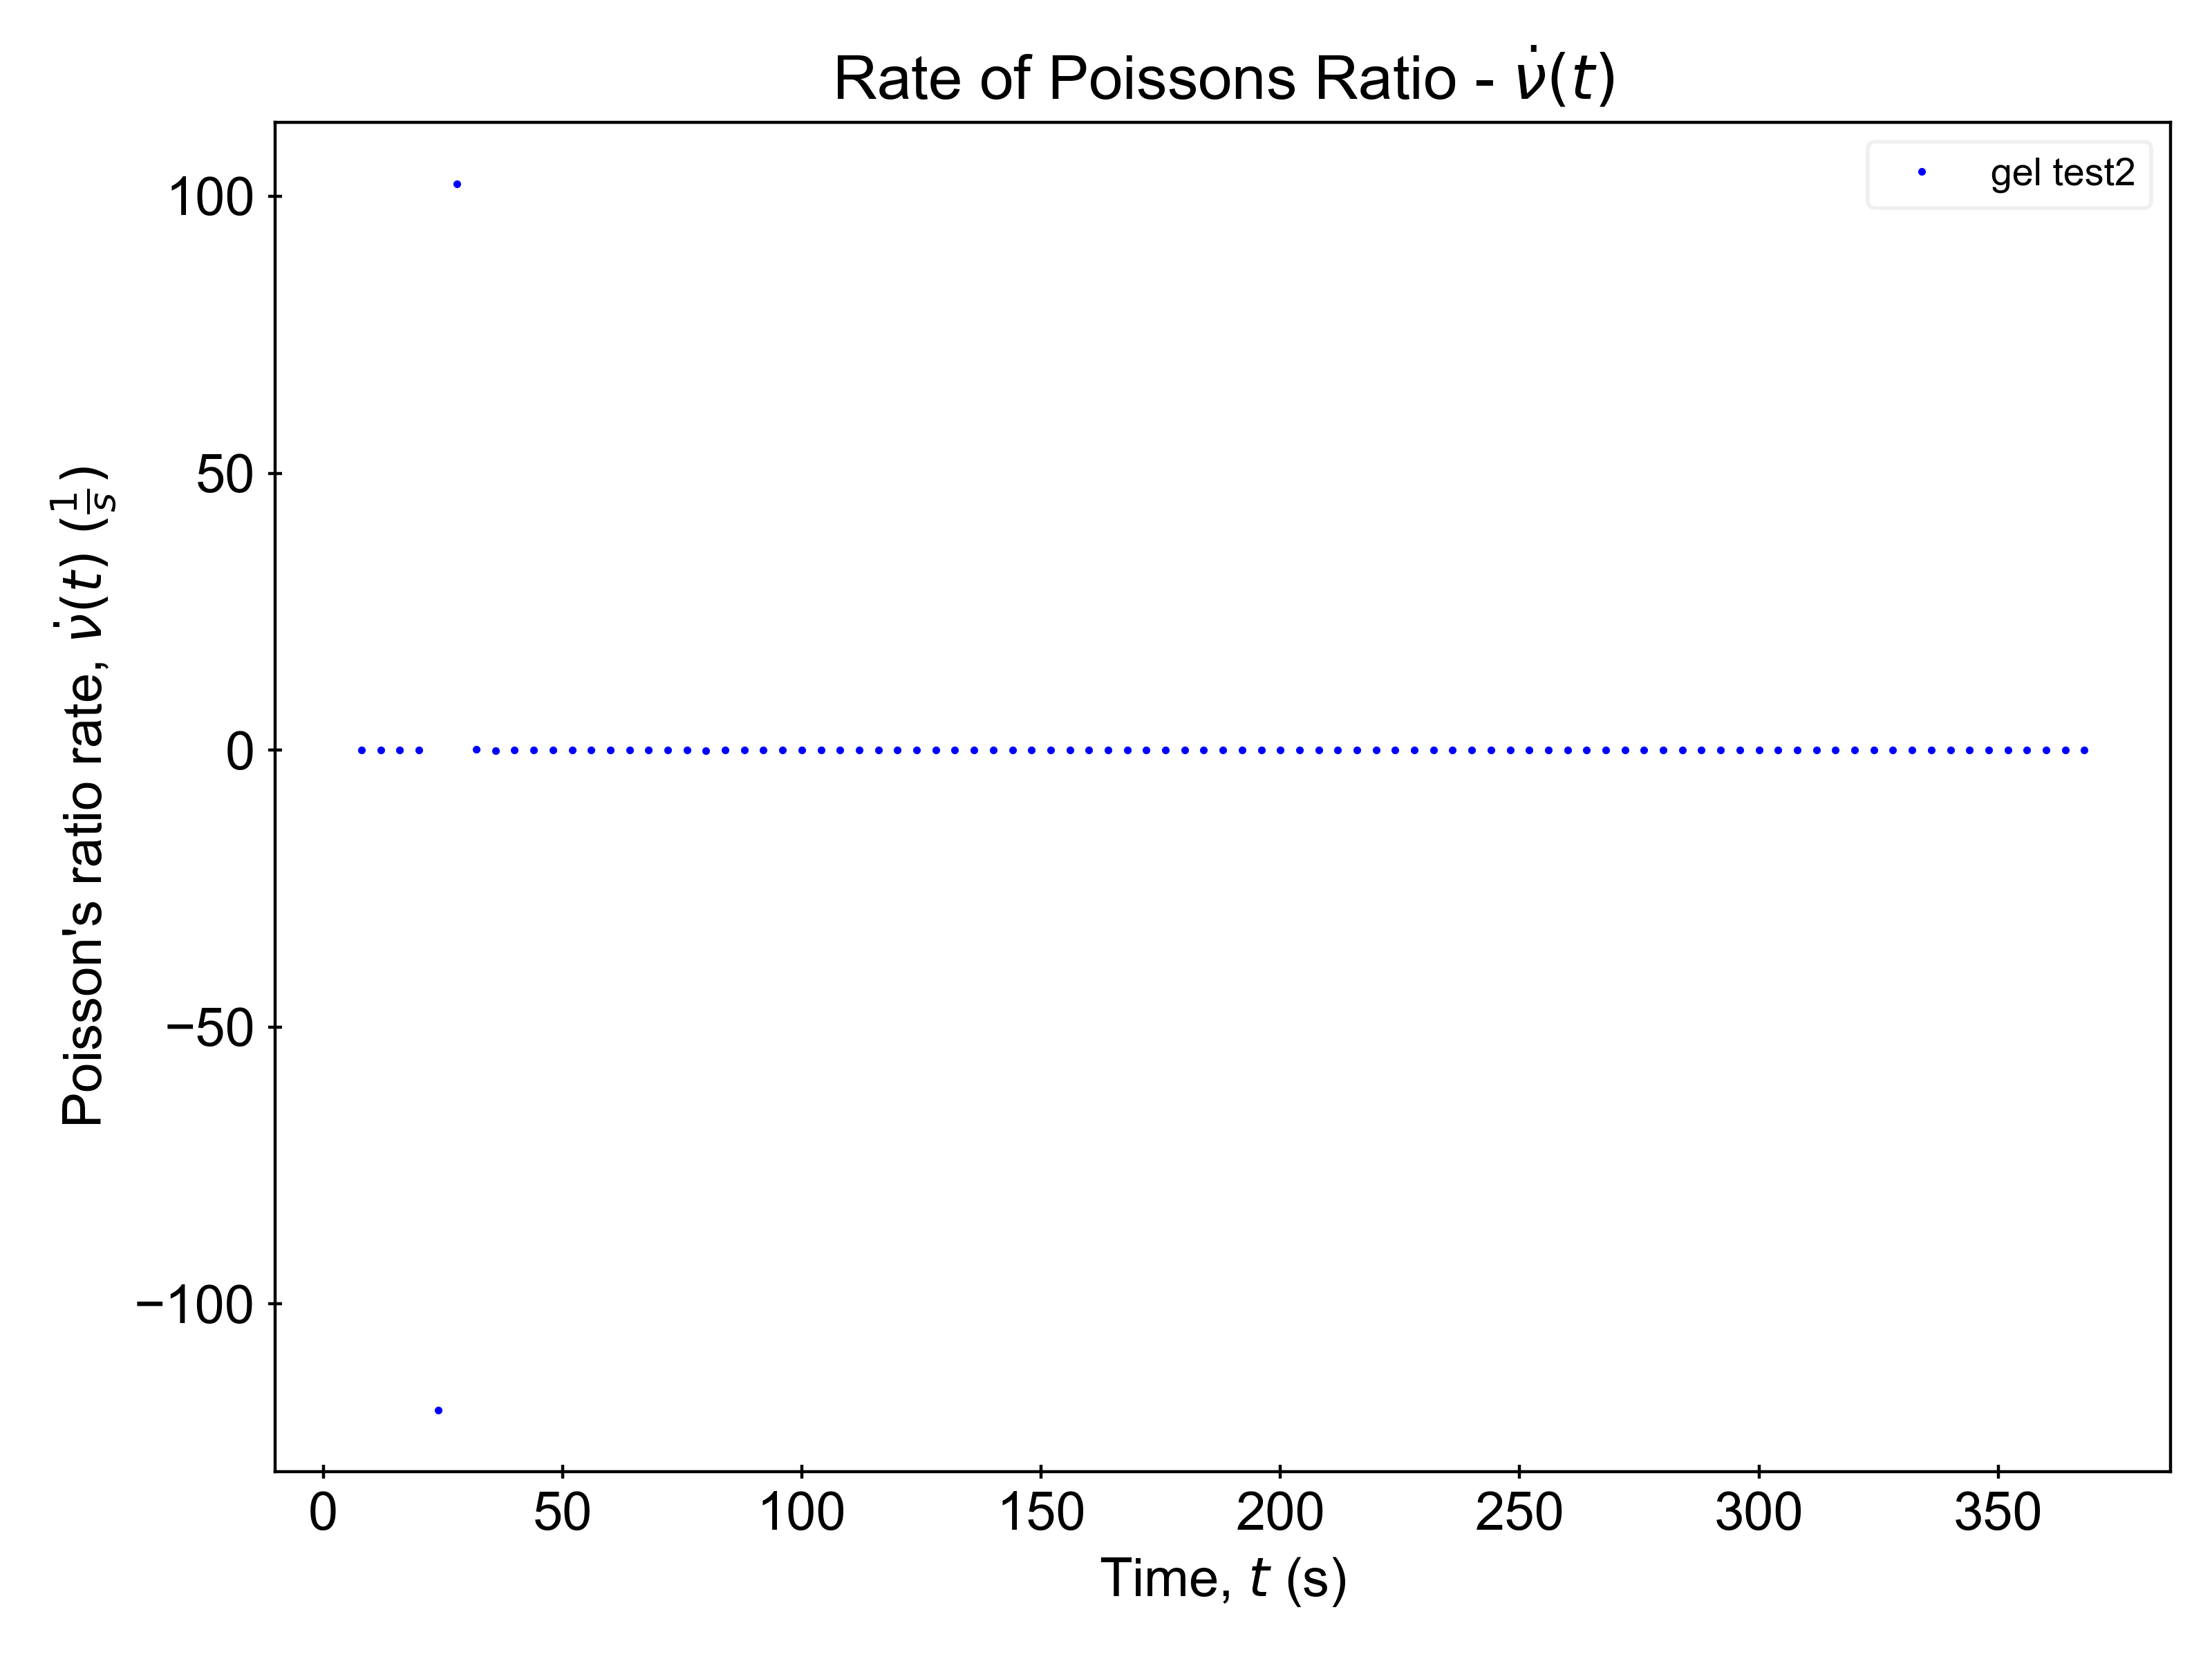 Rate of Poissons Ratio - ν̇(t)
gel test2
100
50
0
−50
−100
Poisson's ratio rate, ν̇(t) (1/s)
0 50 100 150 200 250 300 350
Time, t (s)